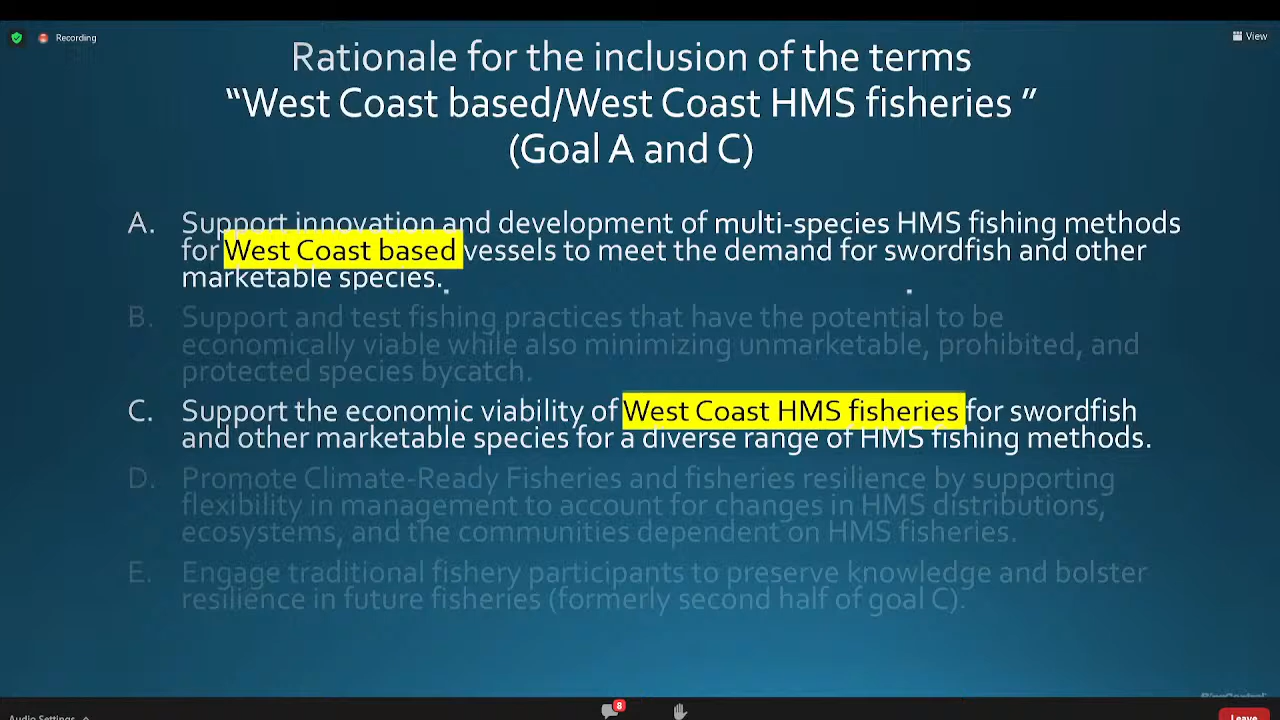 Recording
View
Rationale for the inclusion of the terms
“West Coast based/West Coast HMS fisheries ”
(Goal A and C)
A. Support innovation and development of multi-species HMS fishing methods
for West Coast based vessels to meet the demand for swordfish and other
marketable species.
B. Support and test fishing practices that have the potential to be
economically viable while also minimizing unmarketable, prohibited, and
protected species bycatch.
C. Support the economic viability of West Coast HMS fisheries for swordfish
and other marketable species for a diverse range of HMS fishing methods.
D. Promote Climate-Ready Fisheries and fisheries resilience by supporting
flexibility in management to account for changes in HMS distributions,
ecosystems, and the communities dependent on HMS fisheries.
E. Engage traditional fishery participants to preserve knowledge and bolster
resilience in future fisheries (formerly second half of goal C).
8
Audio Settings
Leave